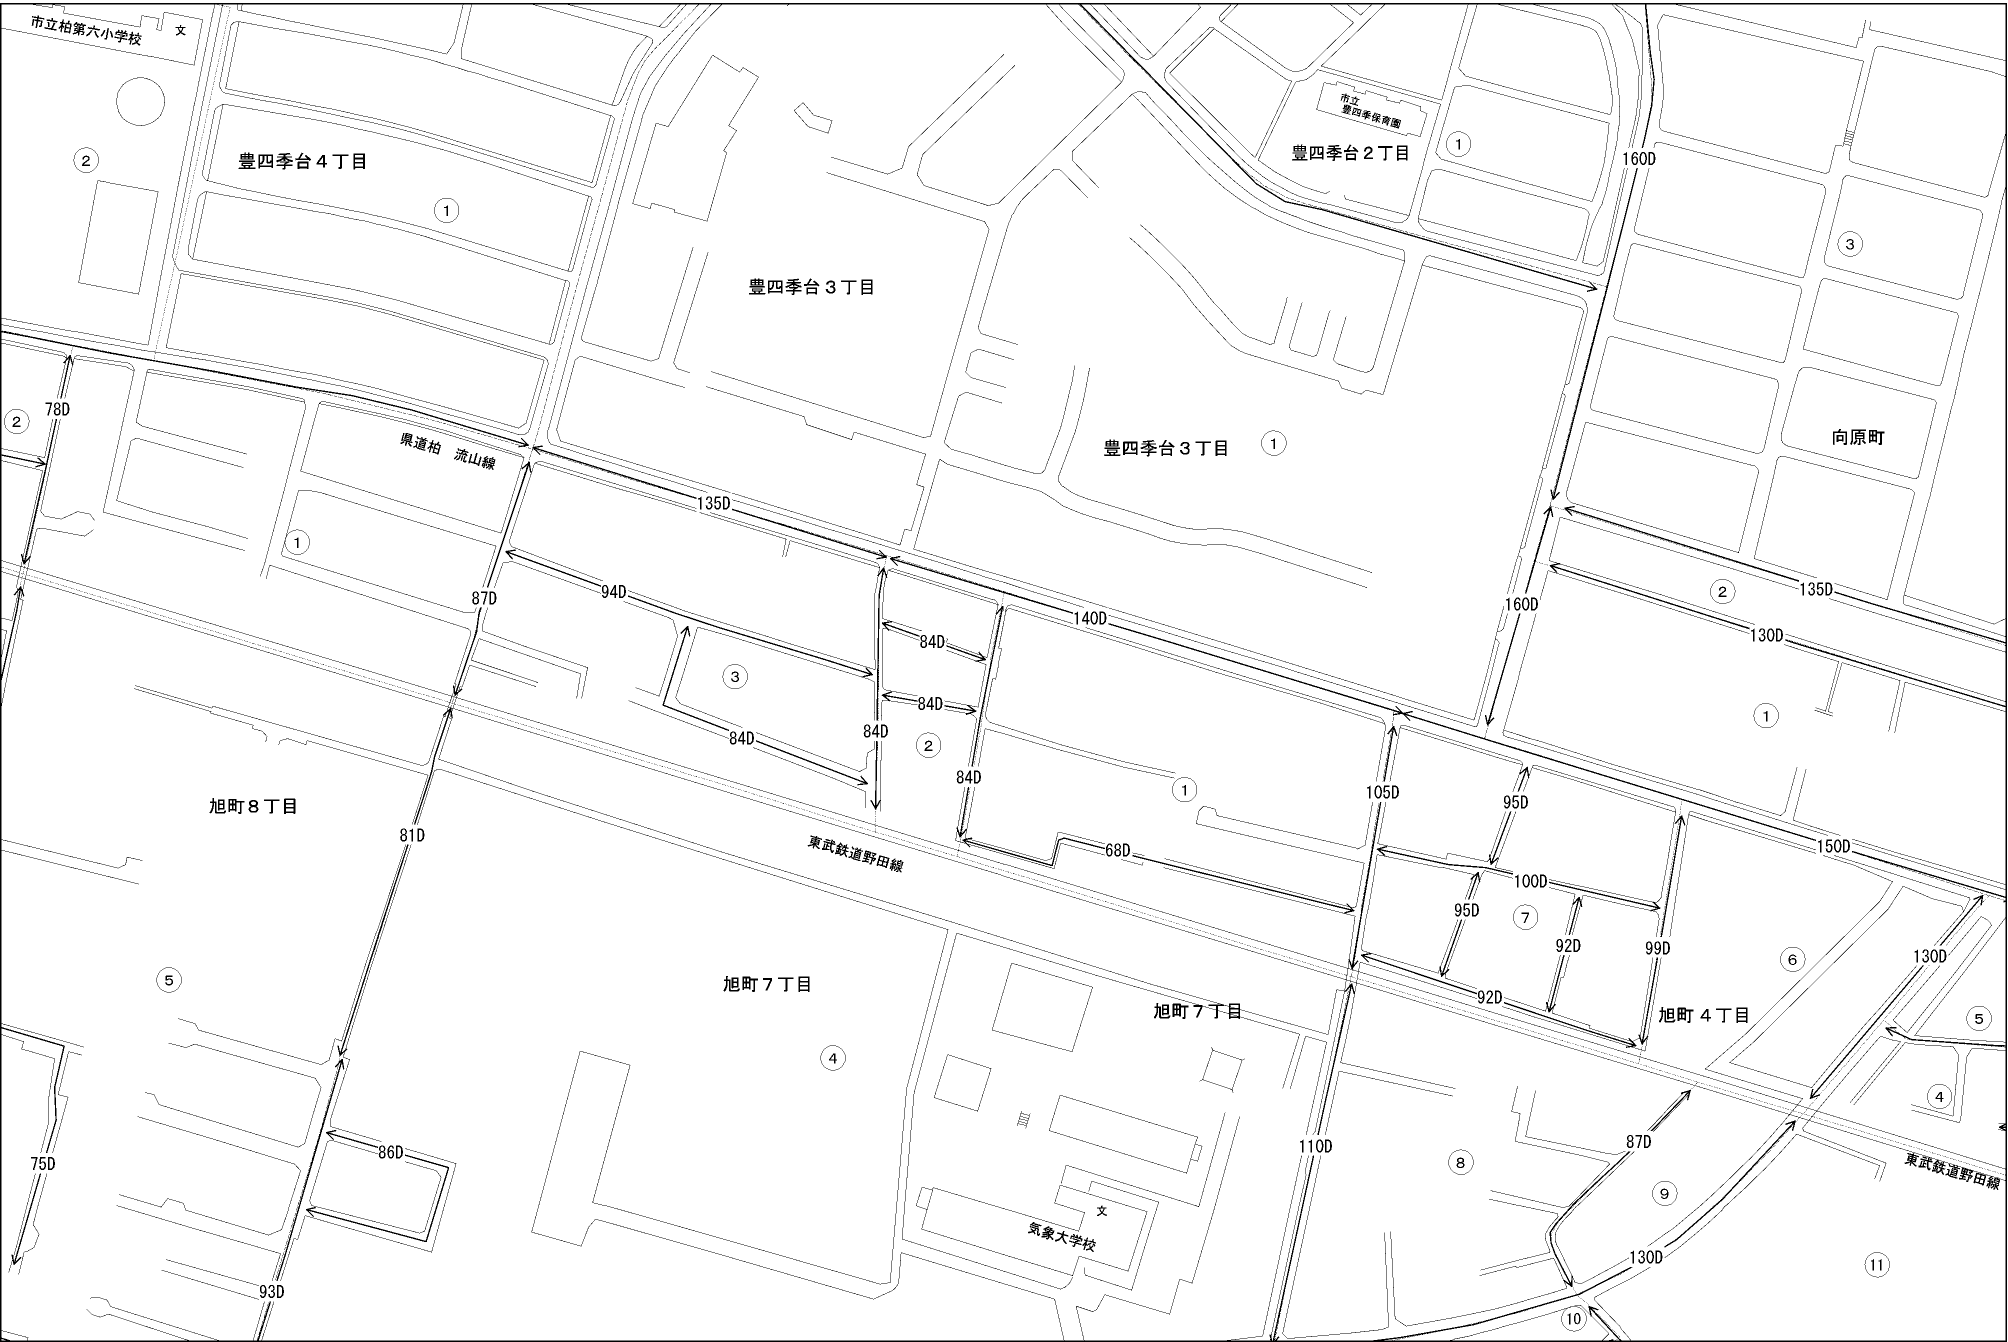 市立柏第六小学校
文
②
豊四季台４丁目
①
豊四季台３丁目
市立
豊四季保育園
豊四季台２丁目
①
160D
③
向原町
②
78D
県道柏　流山線
135D
豊四季台３丁目
①
①
87D
94D
84D
140D
160D
②
135D
130D
③
84D
84D
84D
②
84D
①
105D
95D
①
旭町８丁目
81D
東武鉄道野田線
68D
100D
150D
95D
⑦
92D
99D
⑥
130D
⑤
旭町７丁目
旭町７丁目
92D
旭町４丁目
⑤
④
④
75D
86D
110D
⑧
87D
⑨
東武鉄道野田線
文
気象大学校
93D
130D
⑪
⑩